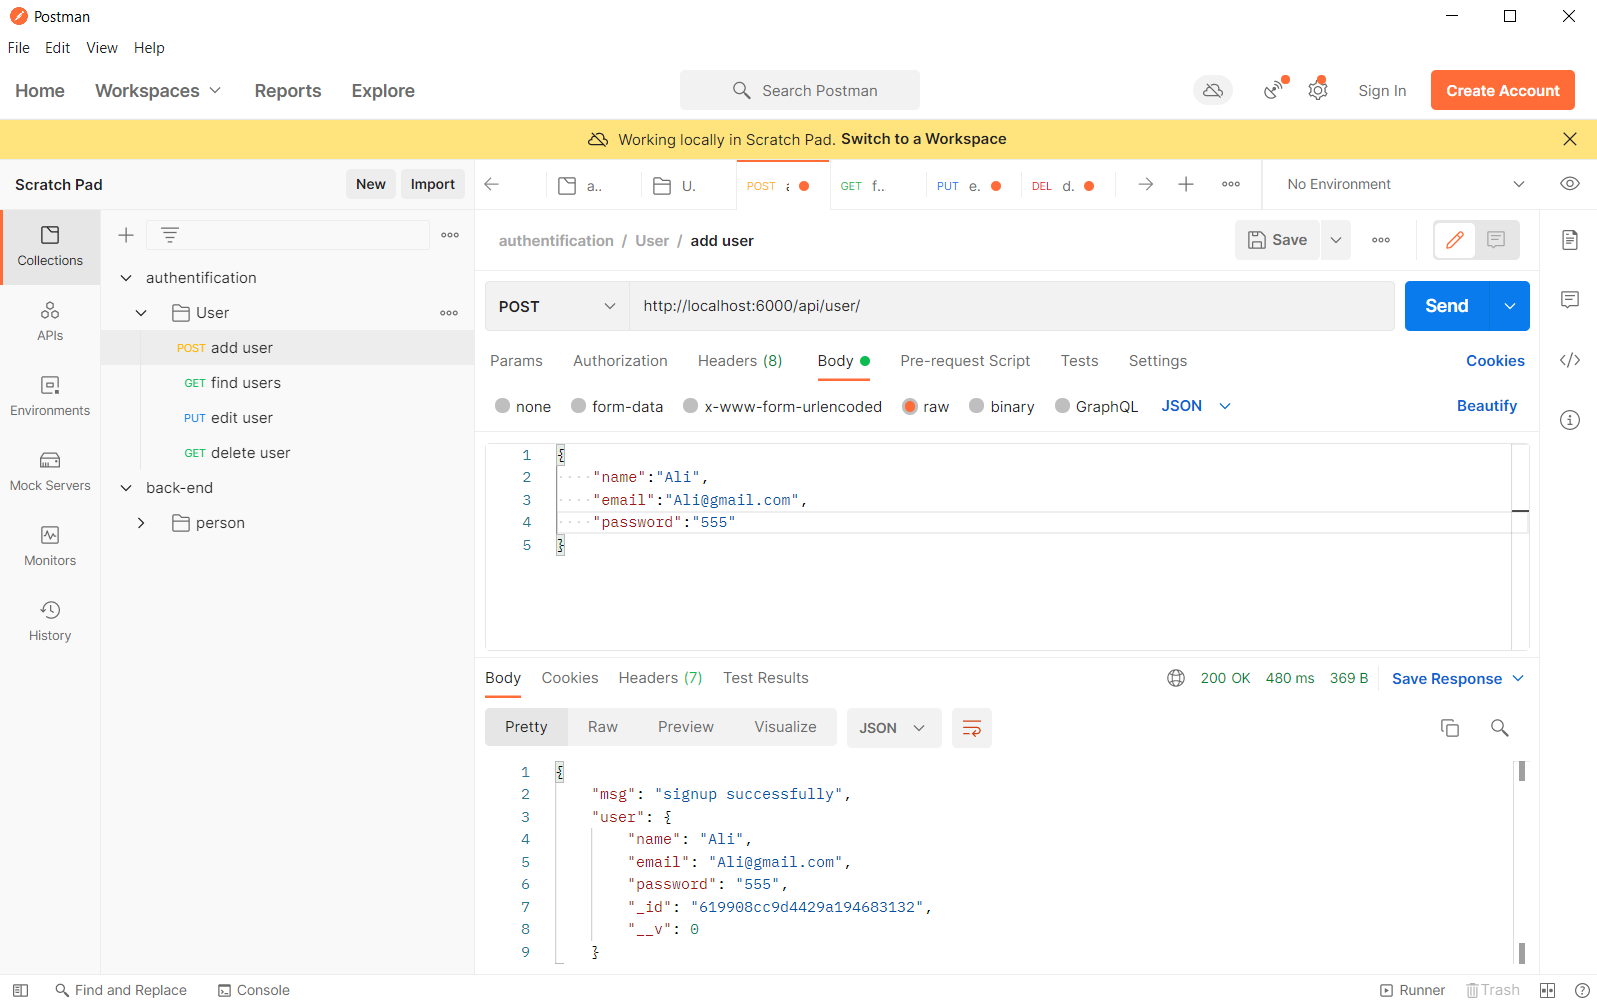 Postman
File Edit View Help
Home Workspaces Reports Explore Search Postman Sign In Create Account
Working locally in Scratch Pad. Switch to a Workspace
Scratch Pad New Import
a.. U. POST a GET f.. PUT e. DEL d. No Environment
Collections
APIs
Environments
Mock Servers
Monitors
History
authentification
User
POST add user
GET find users
PUT edit user
GET delete user
back-end
person
authentification / User / add user Save
POST http://localhost:6000/api/user/ Send
Params Authorization Headers (8) Body Pre-request Script Tests Settings Cookies
none form-data x-www-form-urlencoded raw binary GraphQL JSON Beautify
1 {
2 "name":"Ali",
3 "email":"Ali@gmail.com",
4 "password":"555"
5 }
Body Cookies Headers (7) Test Results 200 OK 480 ms 369 B Save Response
Pretty Raw Preview Visualize JSON
1 {
2 "msg": "signup successfully",
3 "user": {
4 "name": "Ali",
5 "email": "Ali@gmail.com",
6 "password": "555",
7 "_id": "619908cc9d4429a194683132",
8 "__v": 0
9 }
Find and Replace Console Runner Trash